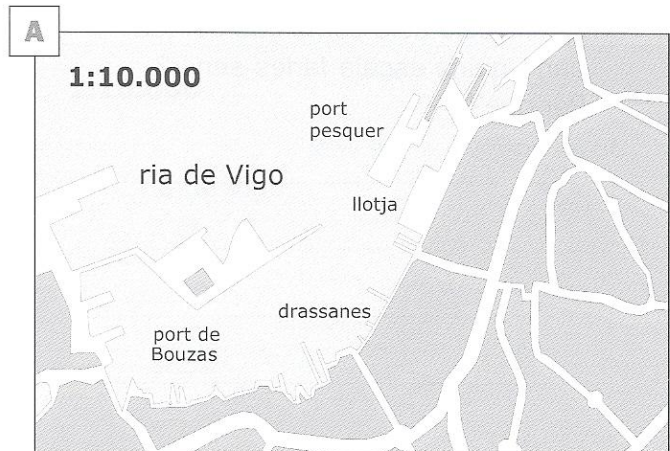 A
1:10.000
port
pesquer
ria de Vigo
llotja
drassanes
port de
Bouzas